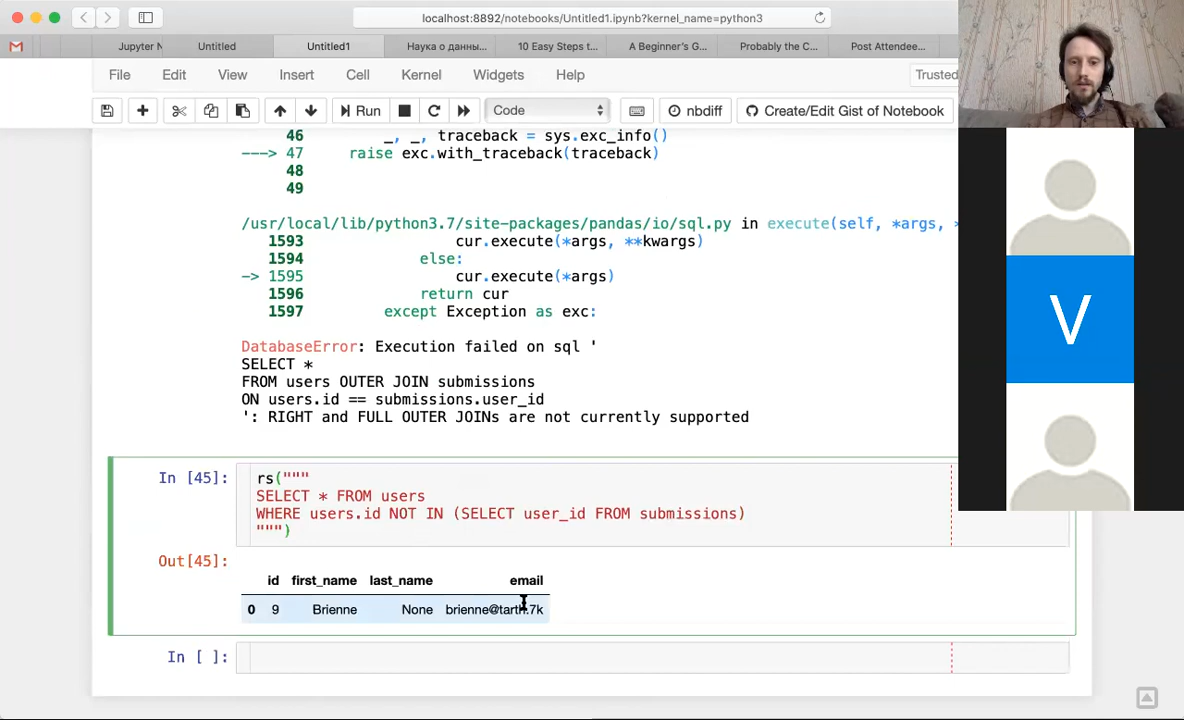 localhost:8892/notebooks/Untitled1.ipynb?kernel_name=python3
Jupyter N
Untitled
Untitled1
Наука о данны...
10 Easy Steps t...
A Beginner's G...
Probably the C...
Post Attendee...
File Edit View Insert Cell Kernel Widgets Help
Trusted
Run
Code
nbdiff
Create/Edit Gist of Notebook
46 _, _, traceback = sys.exc_info()
---> 47 raise exc.with_traceback(traceback)
48
49
/usr/local/lib/python3.7/site-packages/pandas/io/sql.py in execute(self, *args, *
1593 cur.execute(*args, **kwargs)
1594 else:
-> 1595 cur.execute(*args)
1596 return cur
1597 except Exception as exc:
DatabaseError: Execution failed on sql '
SELECT *
FROM users OUTER JOIN submissions
ON users.id == submissions.user_id
': RIGHT and FULL OUTER JOINs are not currently supported
In [45]:
rs("""
SELECT * FROM users
WHERE users.id NOT IN (SELECT user_id FROM submissions)
""")
Out[45]:
id first_name last_name email
0 9 Brienne None brienne@tarth.7k
In [ ]:
V